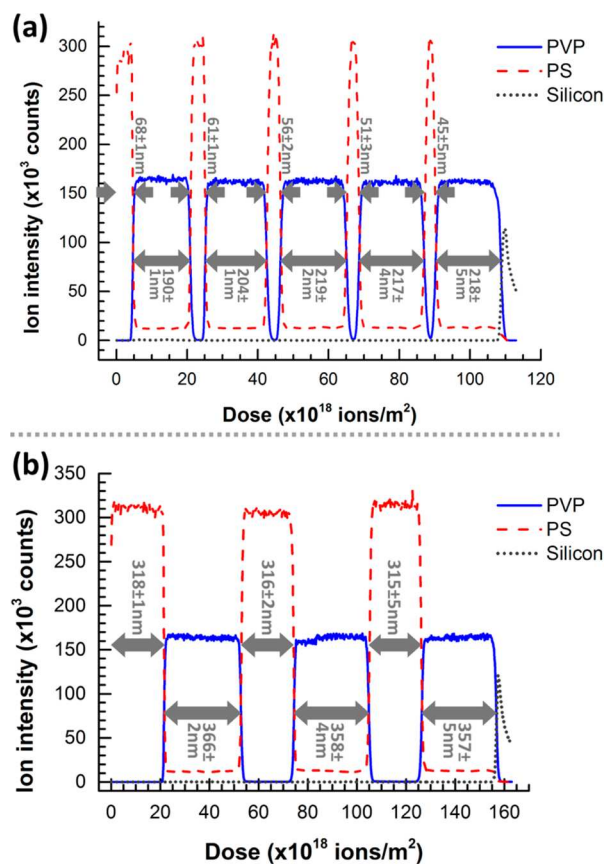 (a)
300
250
200
150
100
50
0
Ion intensity (x10³ counts)
PVP
PS
Silicon
68±1nm
61±1nm
56±2nm
51±3nm
45±5nm
190±
1nm
204±
1nm
219±
2nm
217±
4nm
218±
5nm
0 20 40 60 80 100 120
Dose (x10¹⁸ ions/m²)
(b)
350
300
250
200
150
100
50
0
Ion intensity (x10³ counts)
PVP
PS
Silicon
318±1nm
316±2nm
315±5nm
366±
2nm
358±
4nm
357±
5nm
0 20 40 60 80 100 120 140 160
Dose (x10¹⁸ ions/m²)